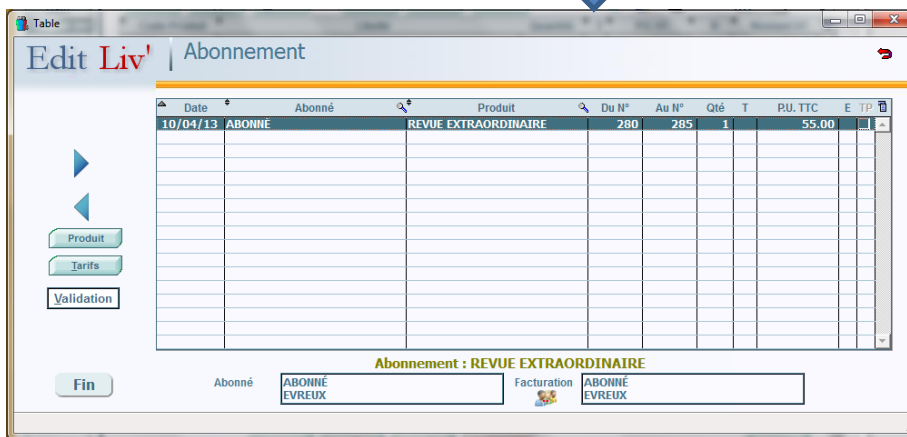 Table
Edit Liv' | Abonnement
Date Abonné Produit Du N° Au N° Qté T P.U. TTC E TP
10/04/13 ABONNÉ REVUE EXTRAORDINAIRE 280 285 1 55.00
Produit
Tarifs
Validation
Abonnement : REVUE EXTRAORDINAIRE
Fin Abonné ABONNÉ Facturation ABONNÉ
EVREUX EVREUX